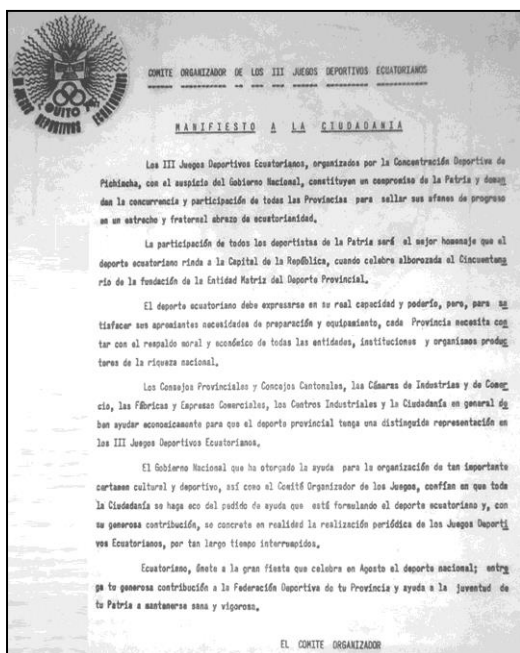 QUITO
COMITE ORGANIZADOR DE LOS III JUEGOS DEPORTIVOS ECUATORIANOS
MANIFIESTO A LA CIUDADANIA
Los III Juegos Deportivos Ecuatorianos, organizados por la Concentración Deportiva de
Pichincha, con el auspicio del Gobierno Nacional, constituyen un compromiso de la Patria y deman
dan la concurrencia y participación de todas las Provincias para sellar sus afanes de progreso
en un estrecho y fraternal abrazo de ecuatorianidad.
La participación de todos los deportistas de la Patria será el mejor homenaje que el
deporte ecuatoriano rinda a la Capital de la República, cuando celebre alborozada el Cincuentena
rio de la fundación de la Entidad Matriz del Deporte Provincial.
El deporte ecuatoriano debe expresarse en su real capacidad y poderío, pero, para sa
tisfacer sus apremiantes necesidades de preparación y equipamiento, cada Provincia necesita con
tar con el respaldo moral y económico de todas las entidades, instituciones y organismos produc
tores de la riqueza nacional.
Los Consejos Provinciales y Concejos Cantonales, las Cámaras de Industrias y de Comer
cio, las Fábricas y Empresas Comerciales, los Centros Industriales y la Ciudadanía en general de
ben ayudar economicamente para que el deporte provincial tenga una distinguida representación en
los III Juegos Deportivos Ecuatorianos.
El Gobierno Nacional que ha otorgado la ayuda para la organización de tan importante
certamen cultural y deportivo, así como el Comité Organizador de los Juegos, confían en que toda
la Ciudadanía se haga eco del pedido de ayuda que está formulando el deporte ecuatoriano y, con
su generosa contribución, se concrete en realidad la realización periódica de los Juegos Deporti
vos Ecuatorianos, por tan largo tiempo interrumpidos.
Ecuatoriano, únete a la gran fiesta que celebra en Agosto el deporte nacional; entre
ga tu generosa contribución a la Federación Deportiva de tu Provincia y ayuda a la juventud de
tu Patria a mantenerse sana y vigorosa.
EL COMITE ORGANIZADOR